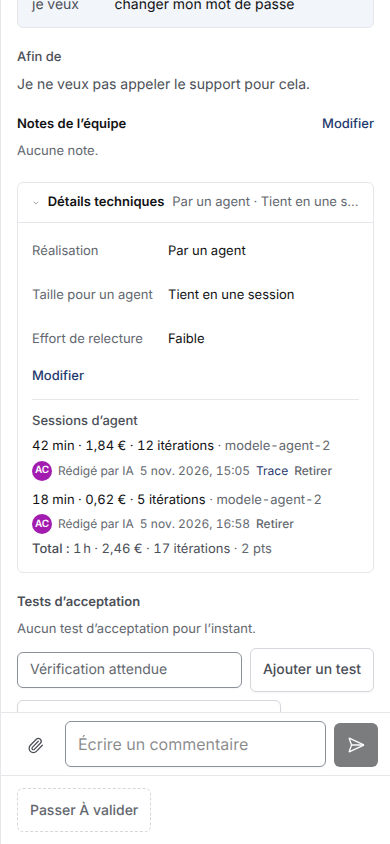 je veux changer mon mot de passe
Afin de
Je ne veux pas appeler le support pour cela.
Notes de l’équipe Modifier
Aucune note.
Détails techniques Par un agent · Tient en une s...
Réalisation Par un agent
Taille pour un agent Tient en une session
Effort de relecture Faible
Modifier
Sessions d’agent
42 min · 1,84 € · 12 itérations · modele-agent-2
AC Rédigé par IA 5 nov. 2026, 15:05 Trace Retirer
18 min · 0,62 € · 5 itérations · modele-agent-2
AC Rédigé par IA 5 nov. 2026, 16:58 Retirer
Total : 1 h · 2,46 € · 17 itérations · 2 pts
Tests d’acceptation
Aucun test d’acceptation pour l’instant.
Vérification attendue Ajouter un test
Écrire un commentaire
Passer À valider